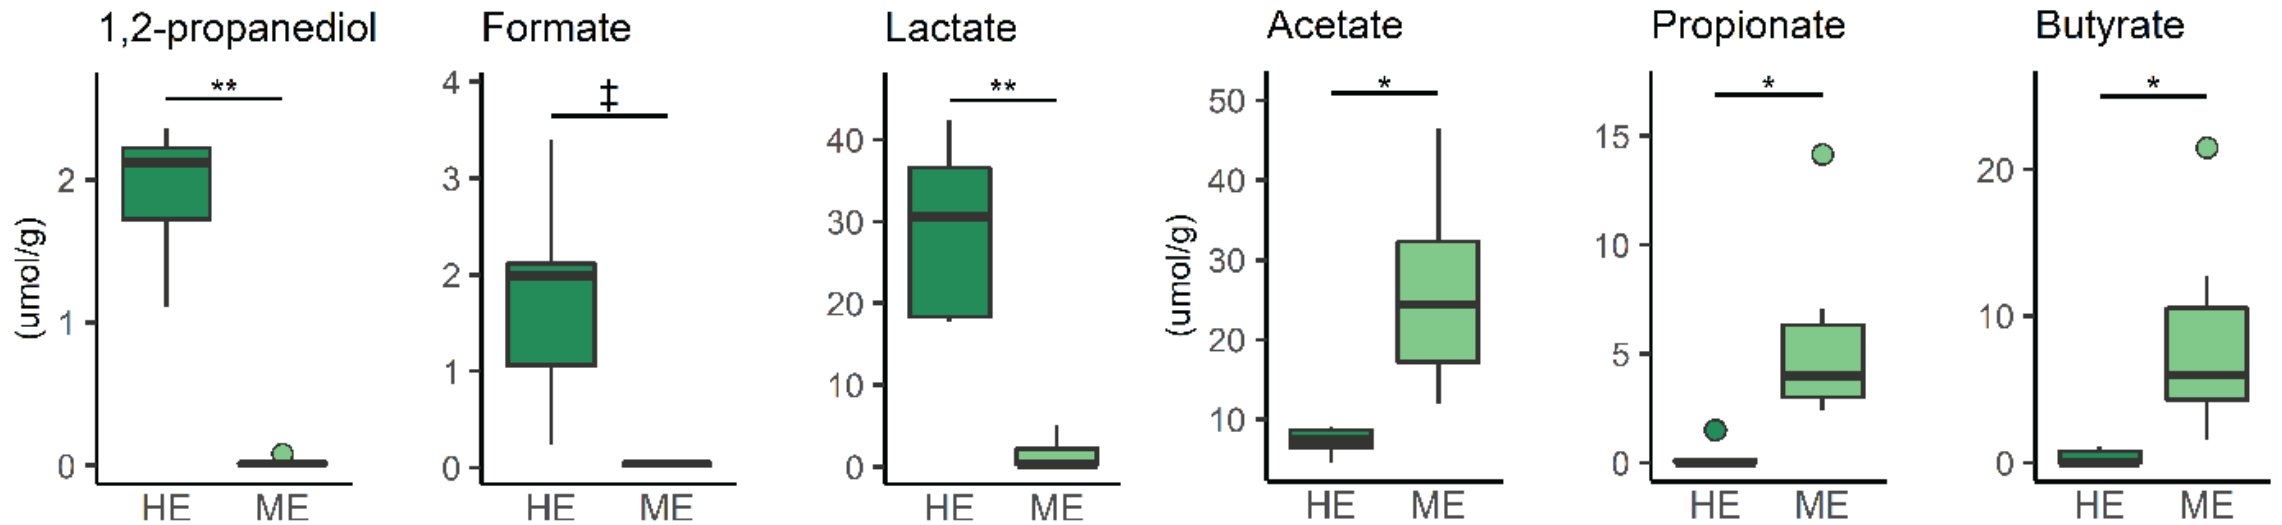 1,2-propanediol
(umol/g)
2
1
0
**
HE ME
Formate
4
3
2
1
0
‡
HE ME
Lactate
40
30
20
10
0
**
HE ME
Acetate
(umol/g)
50
40
30
20
10
*
HE ME
Propionate
15
10
5
0
*
HE ME
Butyrate
20
10
0
*
HE ME